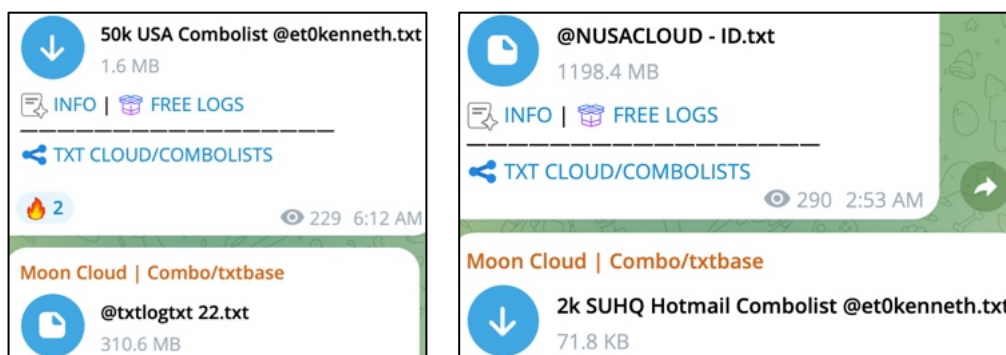 50k USA Combolist @et0kenneth.txt
1.6 MB
INFO | FREE LOGS
TXT CLOUD/COMBOLISTS
2
229 6:12 AM
Moon Cloud | Combo/txtbase
@txtlogtxt 22.txt
310.6 MB
@NUSACLOUD - ID.txt
1198.4 MB
INFO | FREE LOGS
TXT CLOUD/COMBOLISTS
290 2:53 AM
Moon Cloud | Combo/txtbase
2k SUHQ Hotmail Combolist @et0kenneth.txt
71.8 KB